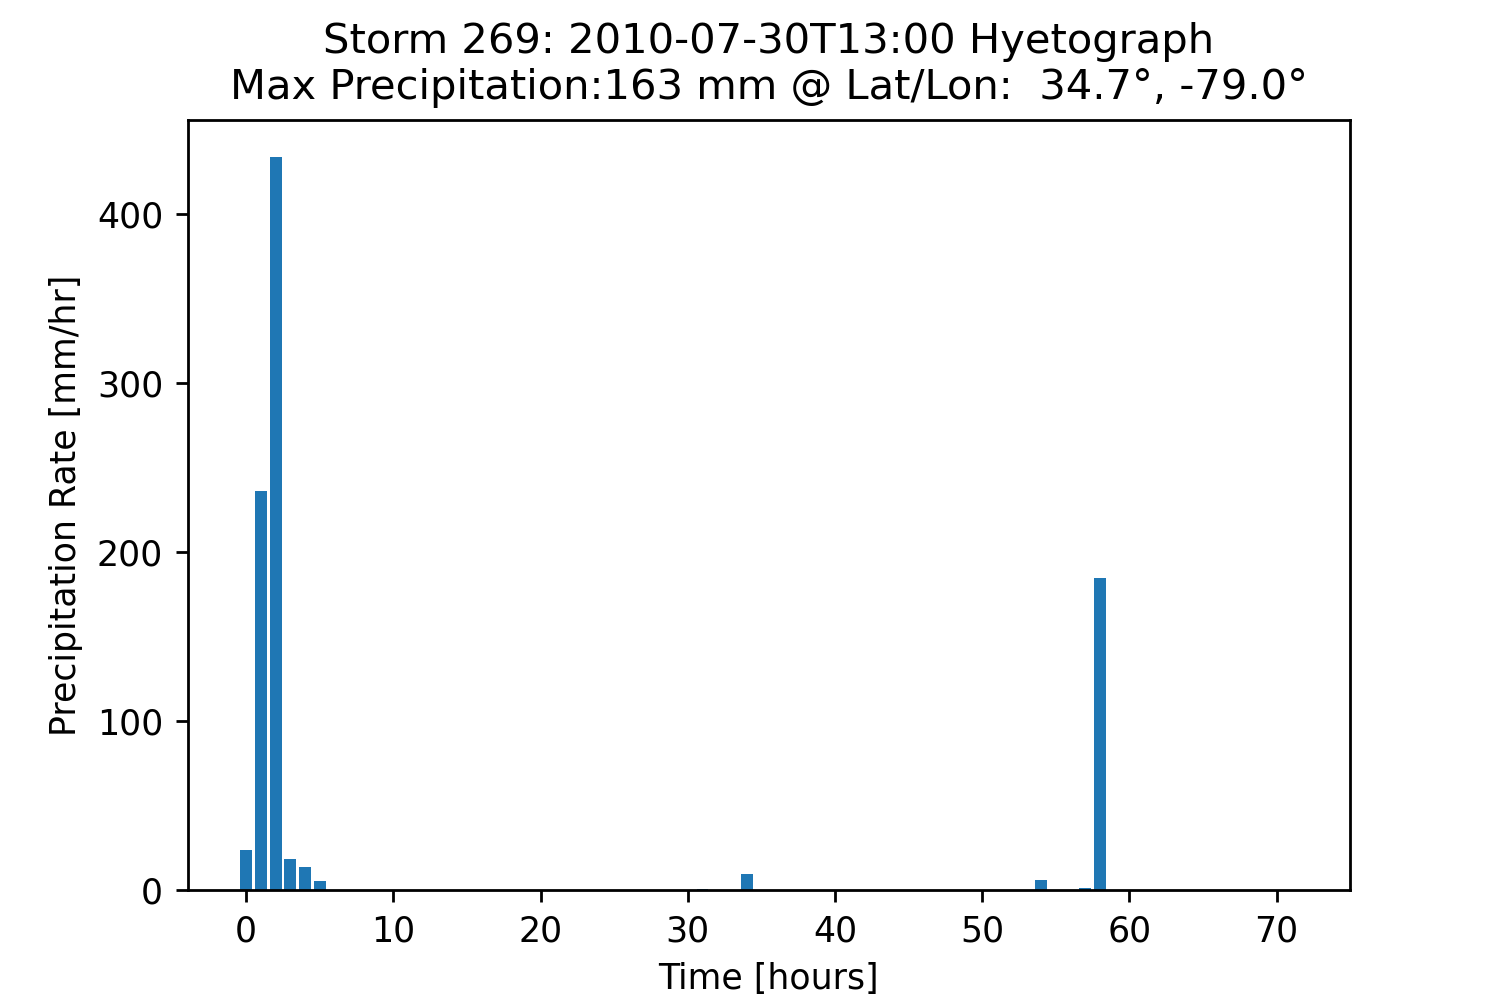 Storm 269: 2010-07-30T13:00 Hyetograph
Max Precipitation:163 mm @ Lat/Lon:  34.7°, -79.0°
Precipitation Rate [mm/hr]
400
300
200
100
0
0 10 20 30 40 50 60 70
Time [hours]